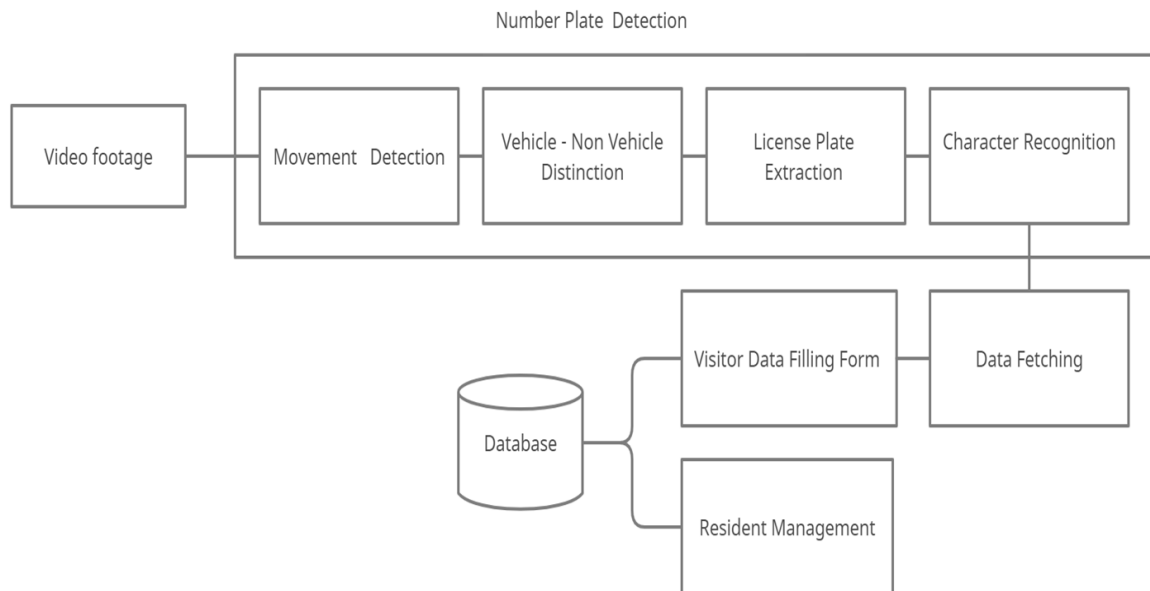 Number Plate Detection
Video footage
Movement Detection
Vehicle - Non Vehicle
Distinction
License Plate
Extraction
Character Recognition
Visitor Data Filling Form
Data Fetching
Database
Resident Management